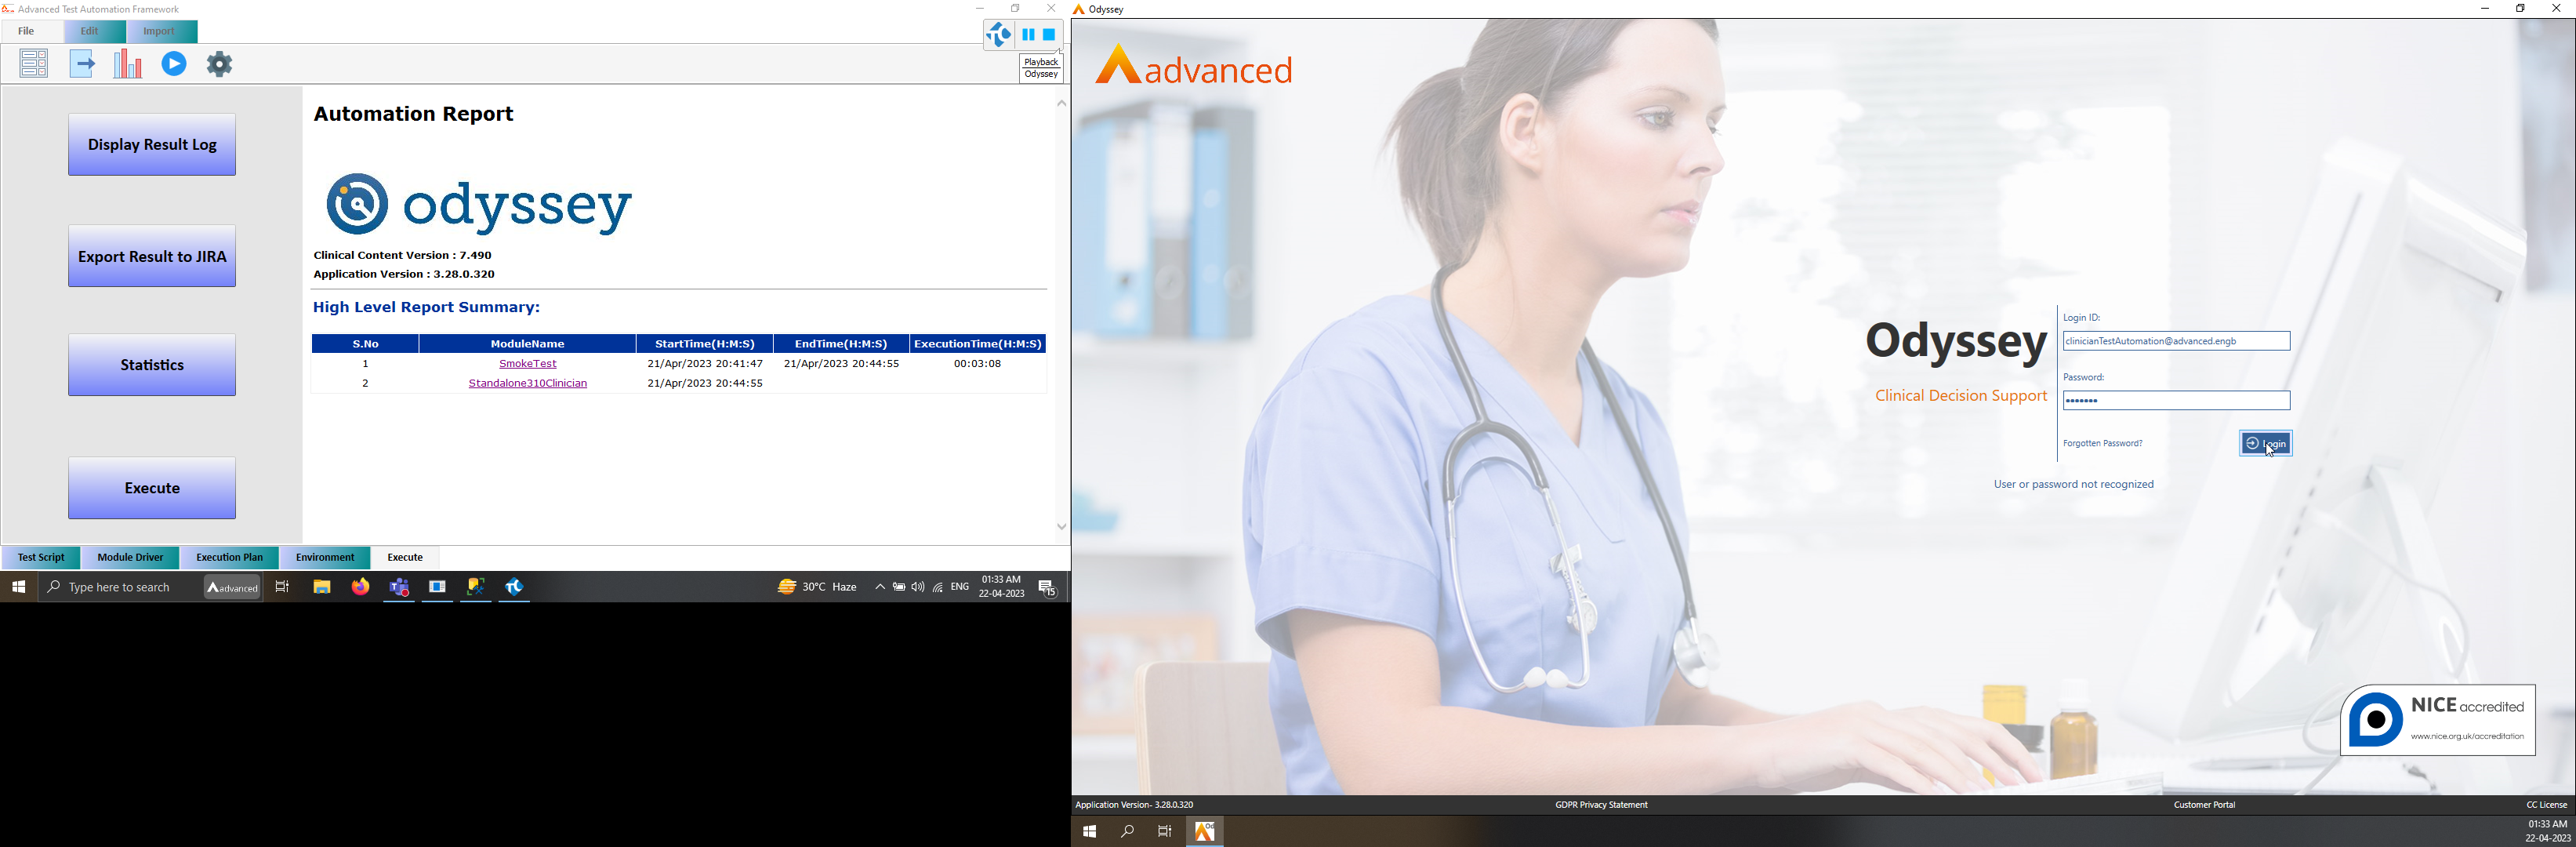 Advanced Test Automation Framework
File Edit Import
Playback
Odyssey
Display Result Log
Export Result to JIRA
Statistics
Execute
Automation Report
odyssey
Clinical Content Version : 7.490
Application Version : 3.28.0.320
High Level Report Summary:
S.No ModuleName StartTime(H:M:S) EndTime(H:M:S) ExecutionTime(H:M:S)
1 SmokeTest 21/Apr/2023 20:41:47 21/Apr/2023 20:44:55 00:03:08
2 Standalone310Clinician 21/Apr/2023 20:44:55
Test Script Module Driver Execution Plan Environment Execute
Type here to search advanced 30°C Haze ENG 01:33 AM
22-04-2023 15
Odyssey
advanced
Odyssey
Clinical Decision Support
Login ID:
clinicianTestAutomation@advanced.engb
Password:
Forgotten Password? Login
User or password not recognized
NICE accredited
www.nice.org.uk/accreditation
Application Version- 3.28.0.320 GDPR Privacy Statement Customer Portal CC License
01:33 AM
22-04-2023